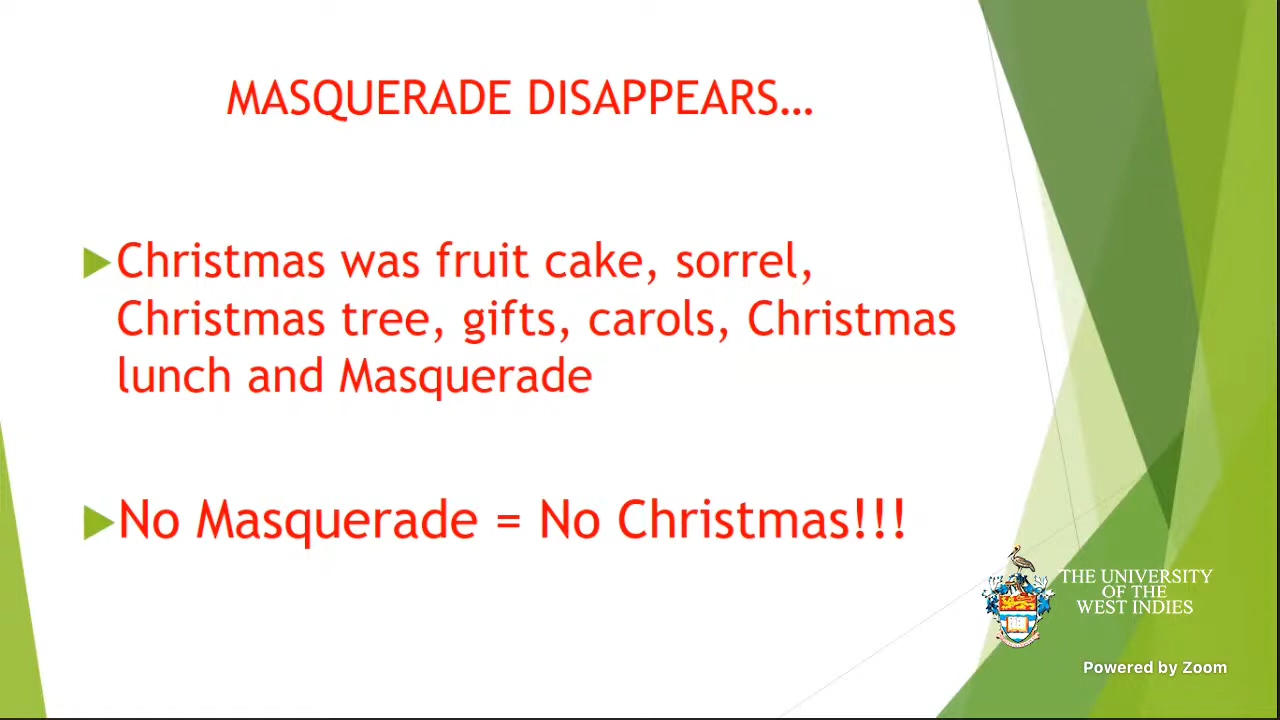 MASQUERADE DISAPPEARS...
Christmas was fruit cake, sorrel,
Christmas tree, gifts, carols, Christmas
lunch and Masquerade
No Masquerade = No Christmas!!!
THE UNIVERSITY
OF THE
WEST INDIES
Powered by Zoom